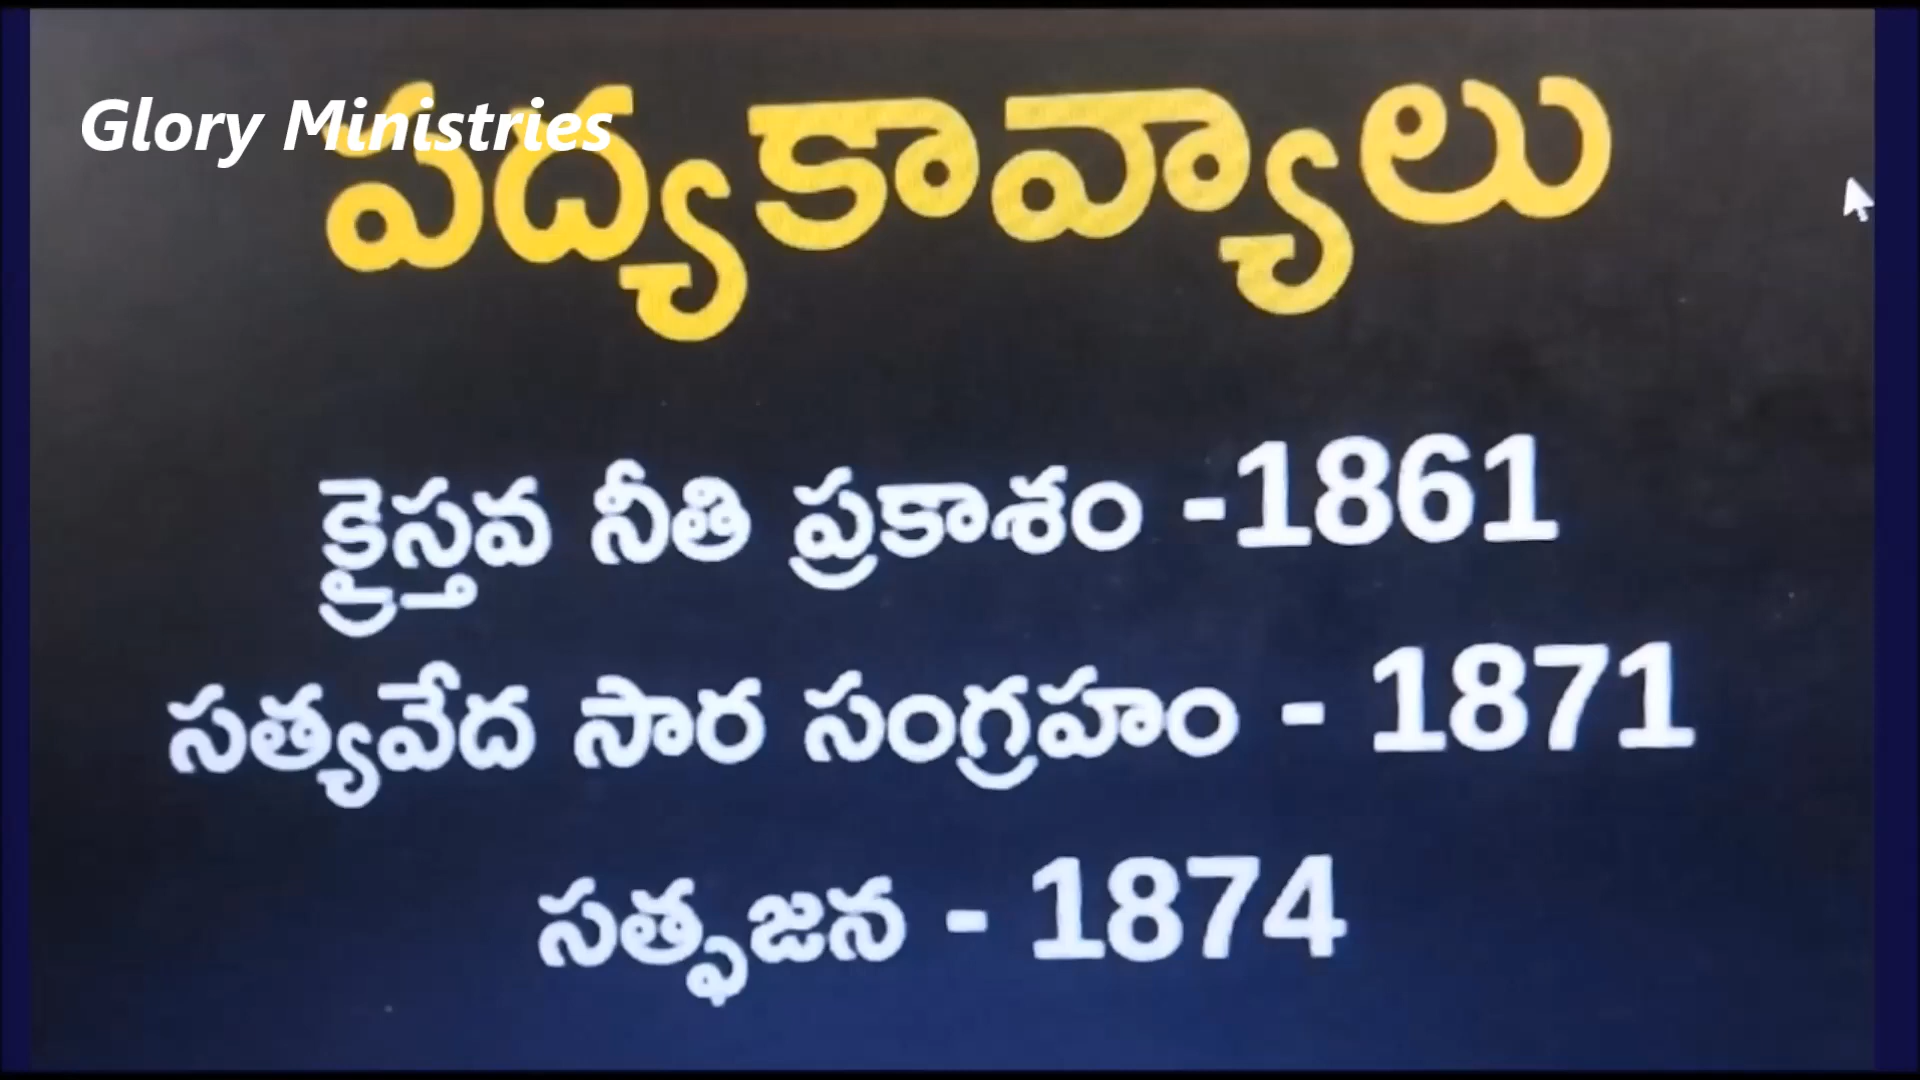 Glory Ministries
పద్యకావ్యాలు
క్రైస్తవ నీతి ప్రకాశం -1861
సత్యవేద సార సంగ్రహం - 1871
సత్ఫజన - 1874